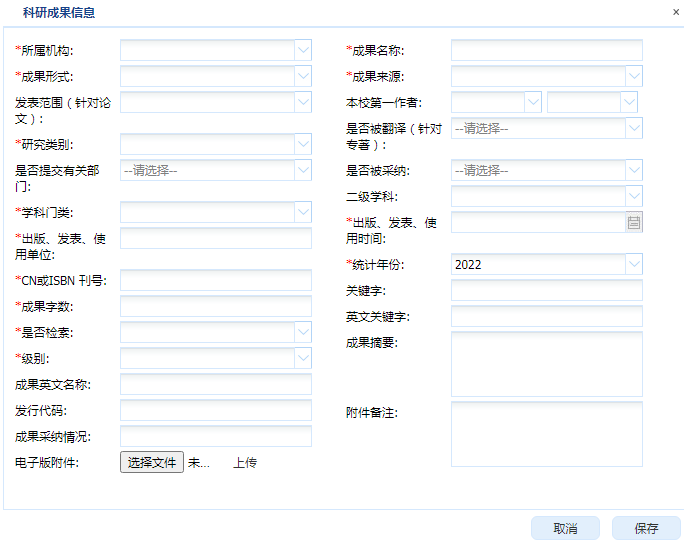 科研成果信息
×
*所属机构:
*成果名称:
*成果形式:
*成果来源:
发表范围（针对论
文）:
本校第一作者:
是否被翻译（针对
专著）:
--请选择--
*研究类别:
是否提交有关部
门:
--请选择--
是否被采纳:
--请选择--
二级学科:
*学科门类:
*出版、发表、使
用时间:
*出版、发表、使
用单位:
*统计年份:
2022
*CN或ISBN 刊号:
关键字:
*成果字数:
英文关键字:
*是否检索:
成果摘要:
*级别:
成果英文名称:
发行代码:
附件备注:
成果采纳情况:
电子版附件:
选择文件 未... 上传
取消
保存